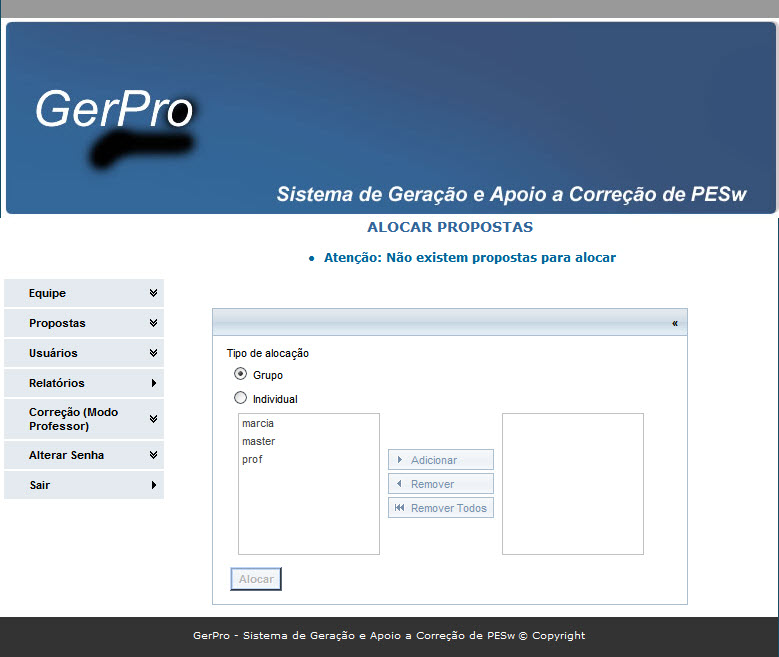 GerPro
Sistema de Geração e Apoio a Correção de PESw
ALOCAR PROPOSTAS
Atenção: Não existem propostas para alocar
Equipe
Propostas
Usuários
Relatórios
Correção (Modo
Professor)
Alterar Senha
Sair
«
Tipo de alocação
Grupo
Individual
marcia
master
prof
Adicionar
Remover
Remover Todos
Alocar
GerPro - Sistema de Geração e Apoio a Correção de PESw © Copyright